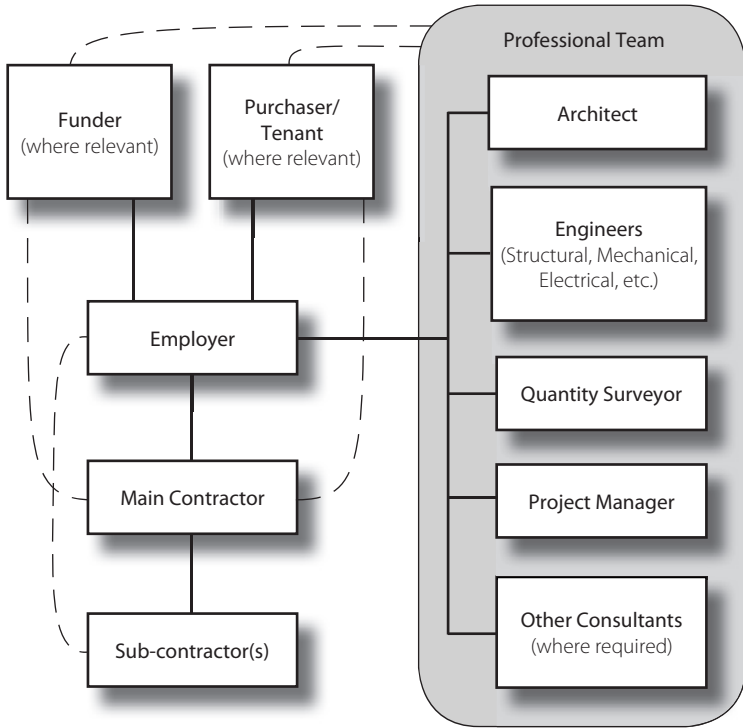 Professional Team
Funder
(where relevant)
Purchaser/
Tenant
(where relevant)
Architect
Engineers
(Structural, Mechanical,
Electrical, etc.)
Employer
Quantity Surveyor
Main Contractor
Project Manager
Sub-contractor(s)
Other Consultants
(where required)